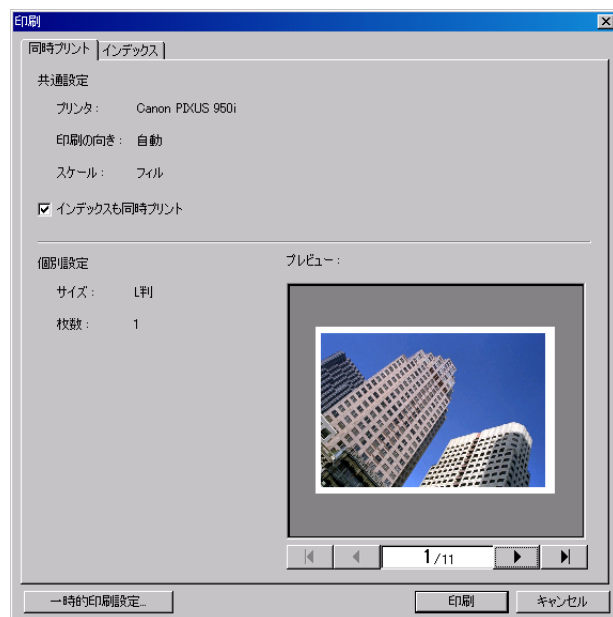 印刷
同時プリント インデックス
共通設定
プリンタ： Canon PIXUS 950i
印刷の向き： 自動
スケール： フィル
インデックスも同時プリント
個別設定
プレビュー：
サイズ： L判
枚数： 1
1/11
一時的印刷設定...
印刷
キャンセル